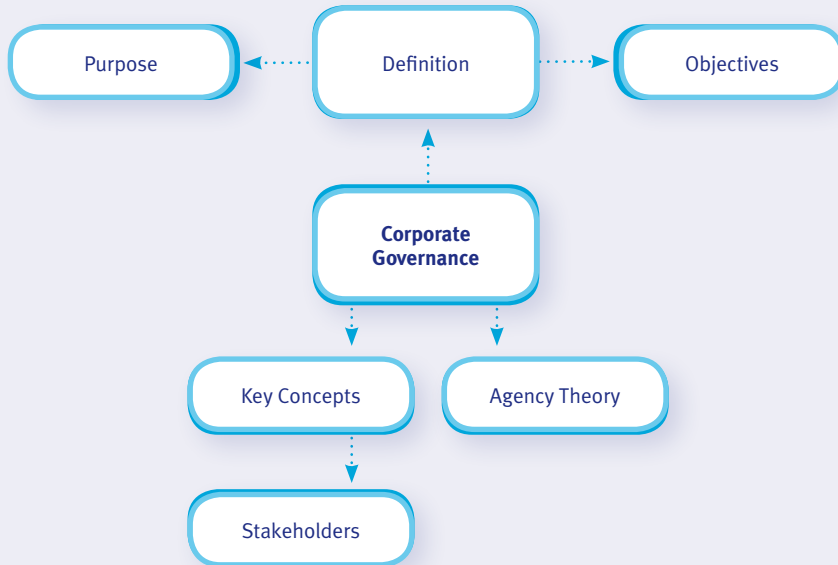 Purpose
Definition
Objectives
Corporate
Governance
Key Concepts
Agency Theory
Stakeholders